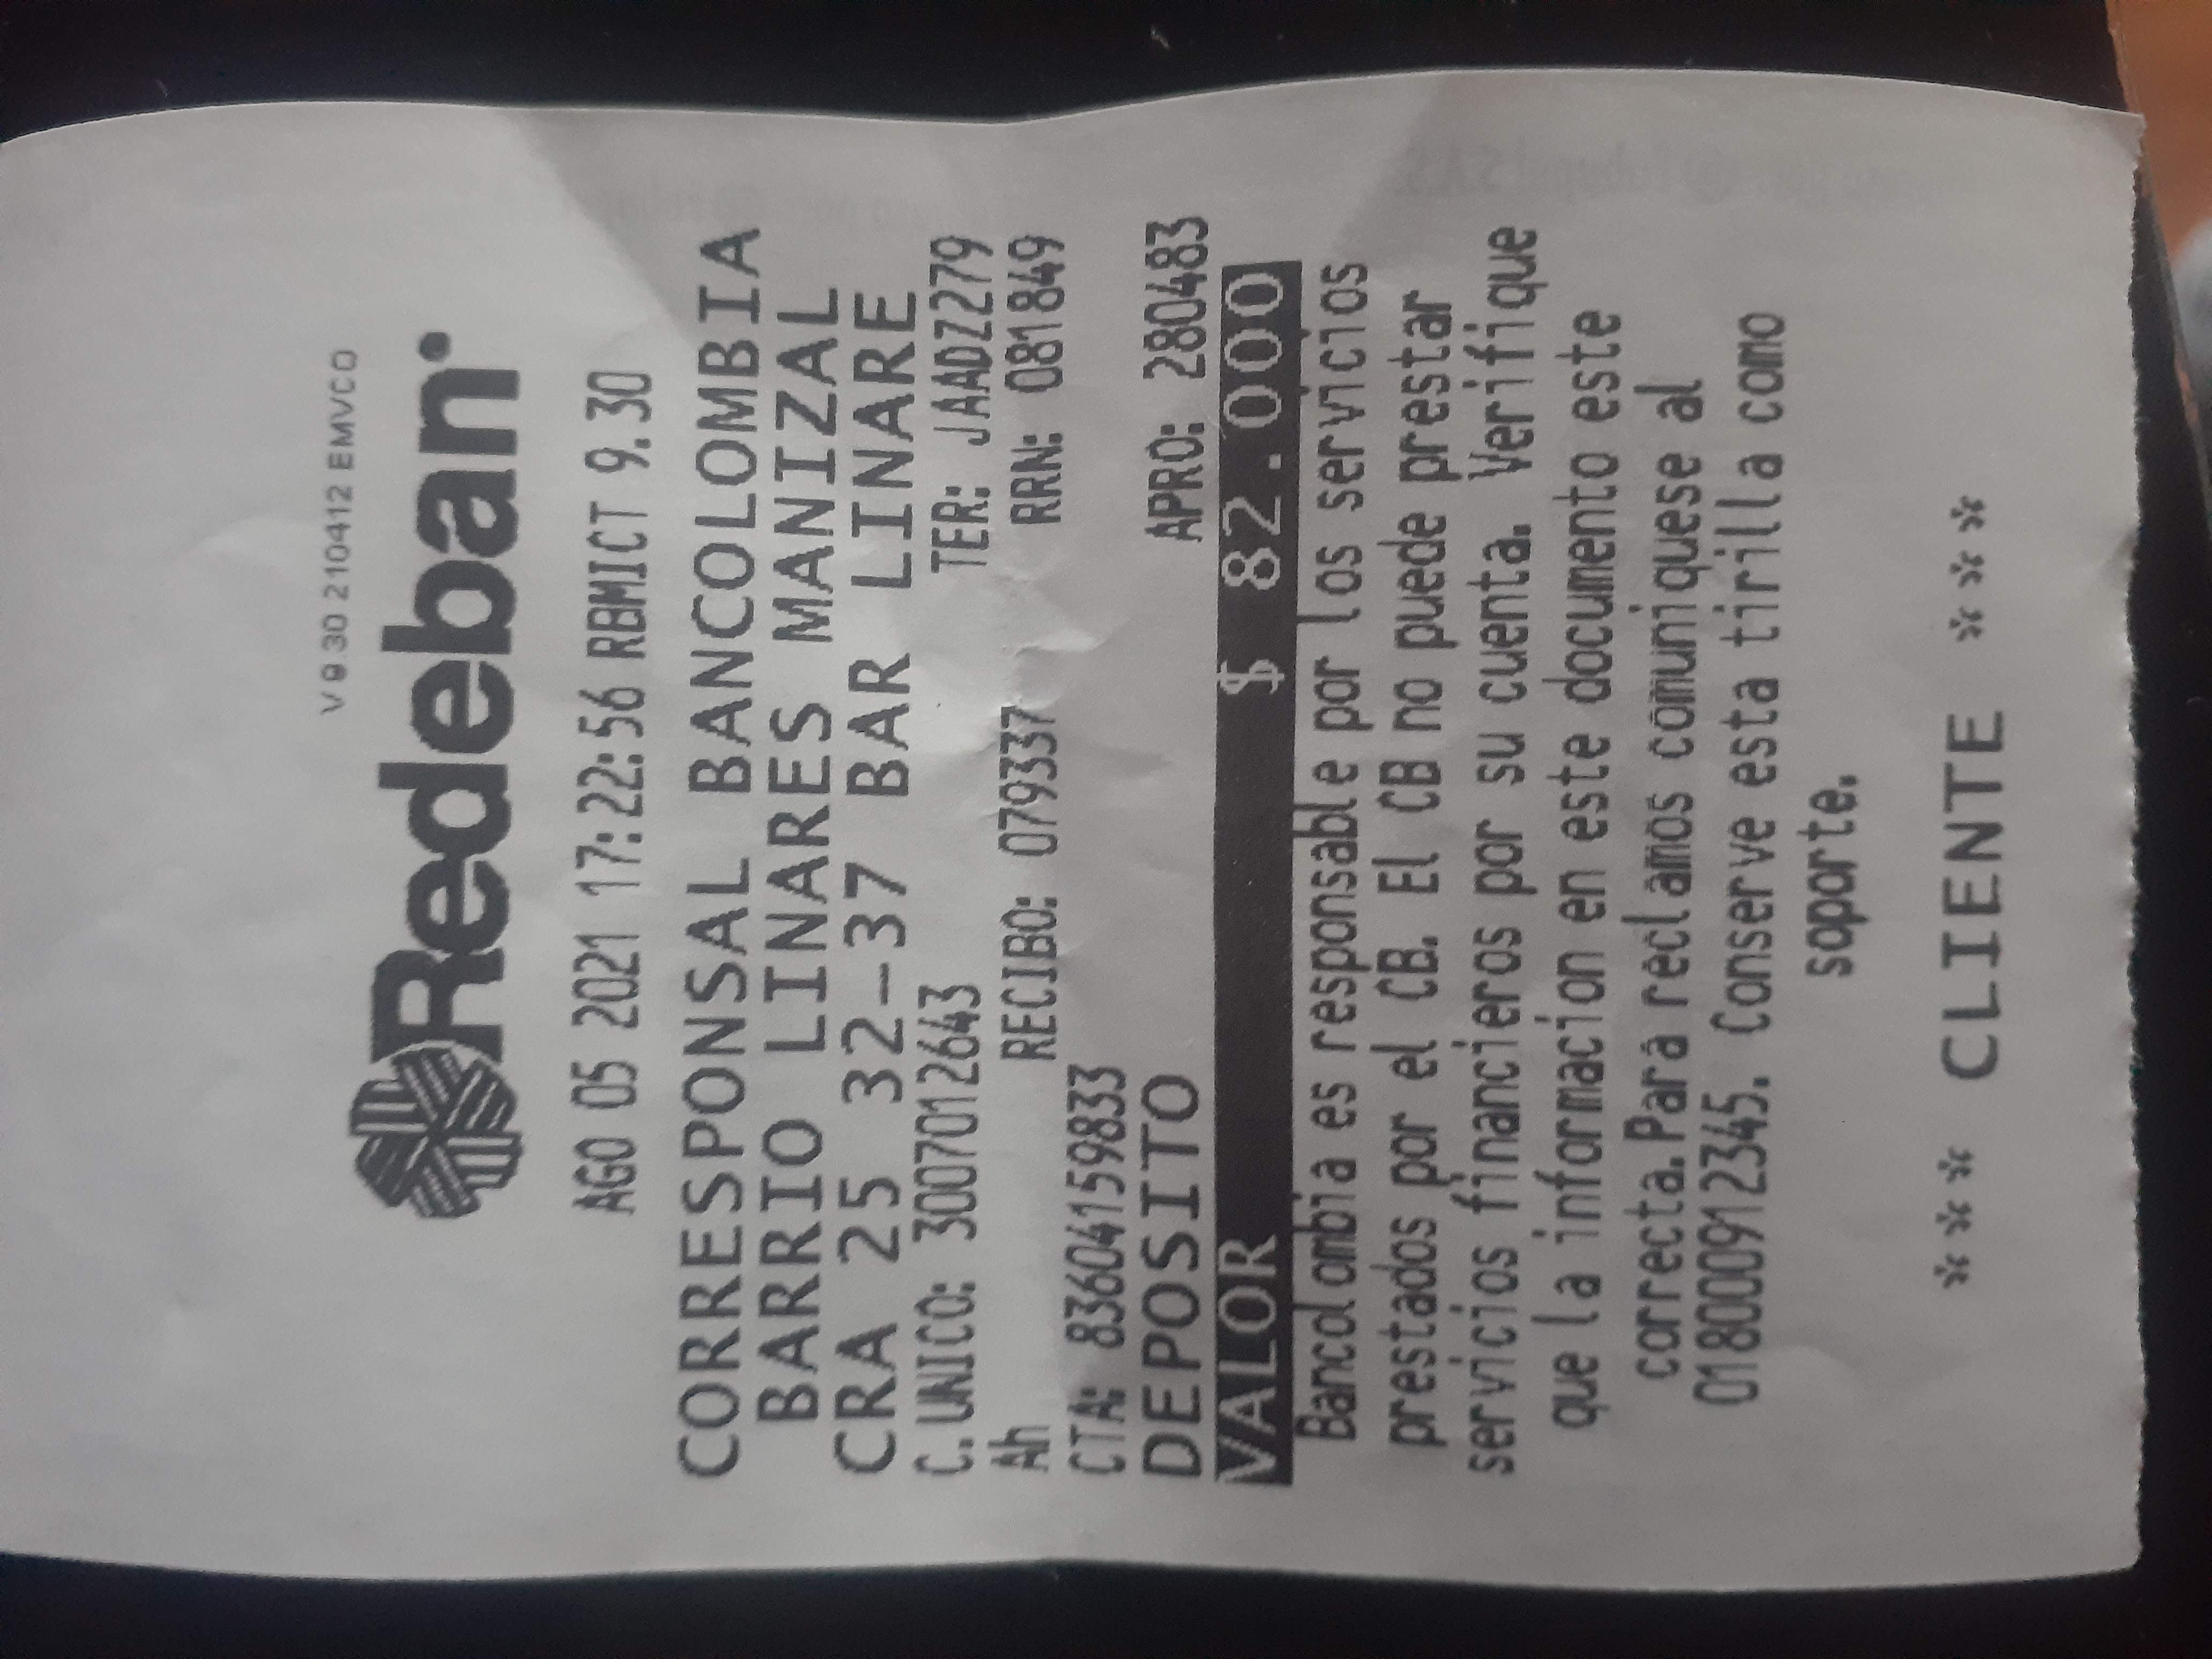 V 9 30 210412 EMVCO
Redeban
AGO 05 2021 17:22:56 RBMICT 9.30
CORRESPONSAL BANCOLOMBIA
BARRIO LINARES MANIZAL
CRA 25 32-37 BAR LINARE
C.UNICO: 3007012643 TER: JAADZ279
Ah RECIBO: 079337 RRN: 081849
CTA: 83604159833
DEPOSITO APRO: 280483
VALOR $ 82.000
Bancolombia es responsable por los servicios
prestados por el CB. El CB no puede prestar
servicios financieros por su cuenta. Verifique
que la informacion en este documento este
correcta.Para reclamos comuniquese al
018000912345. Conserve esta tirilla como
soporte.
*** CLIENTE ***